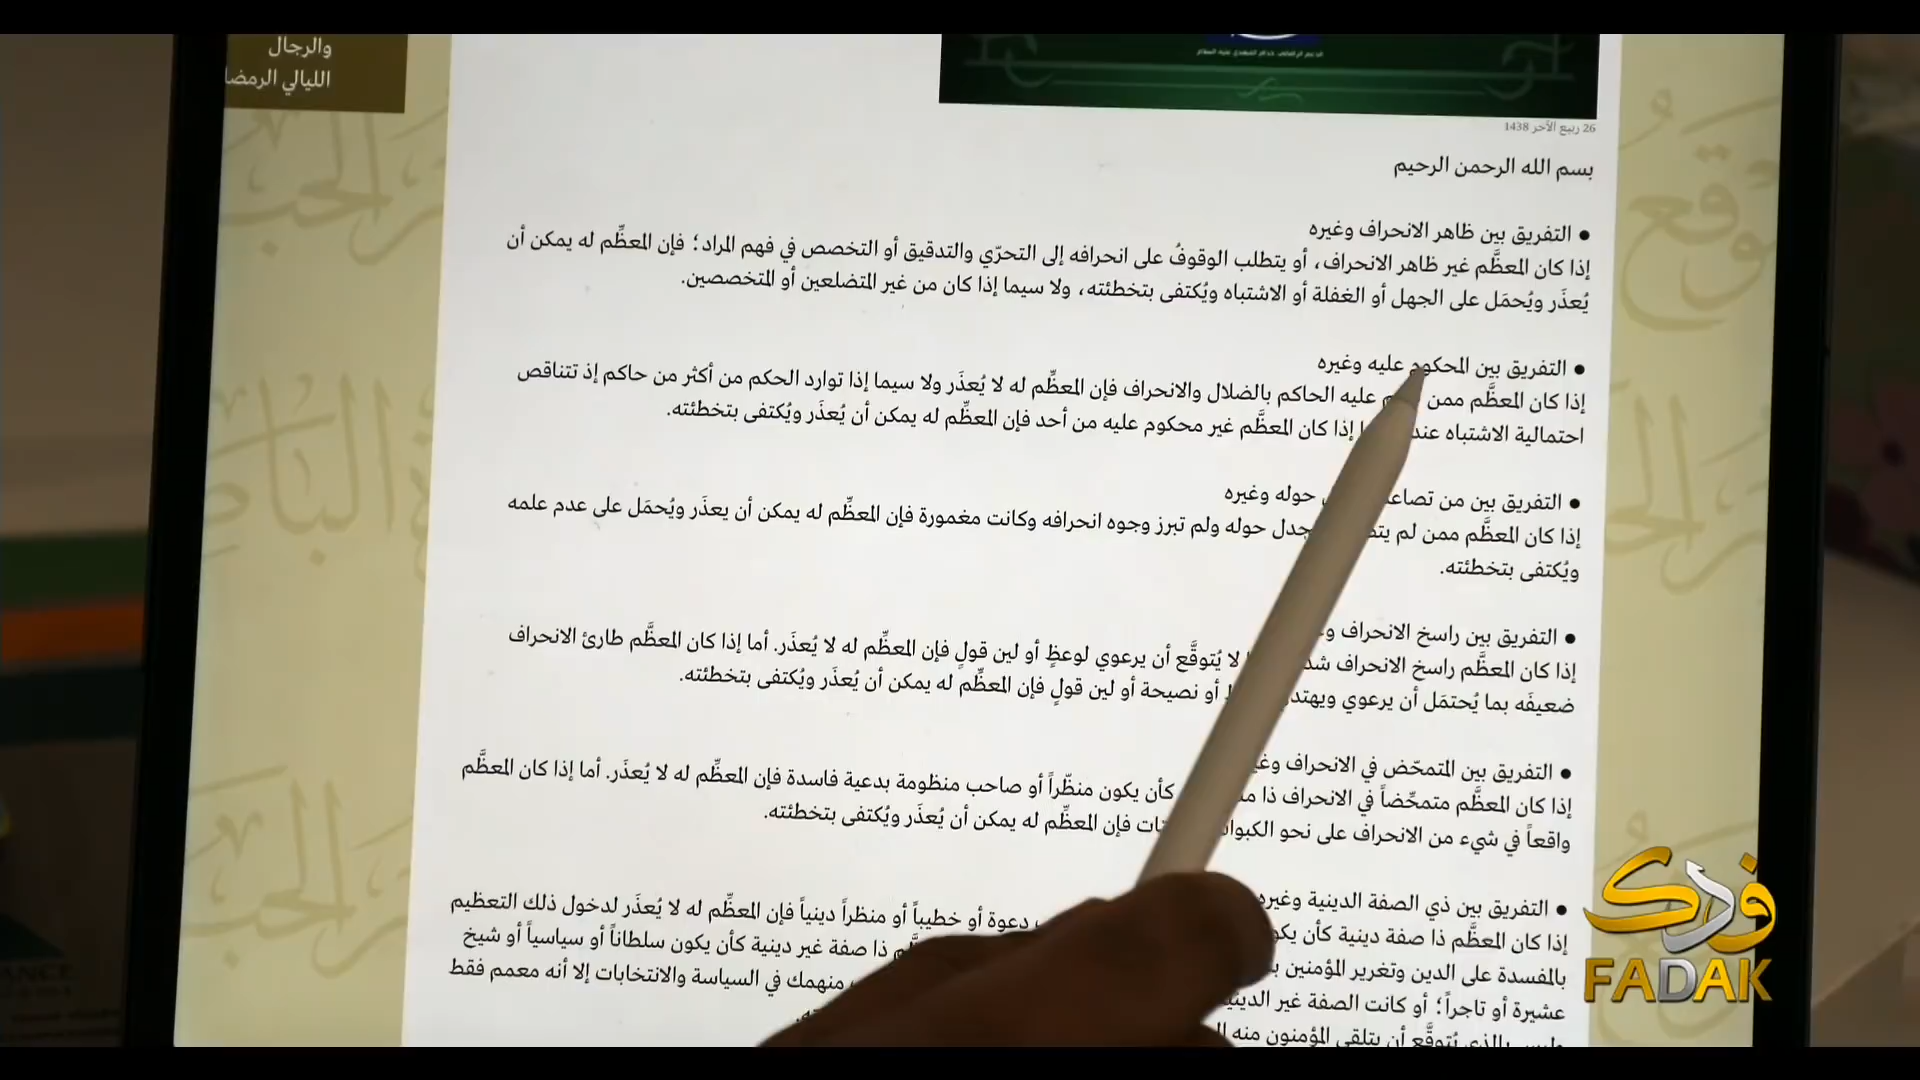 والرجال
الليالي الرمضا
26 ربيع الآخر 1438
بسم الله الرحمن الرحيم
● التفريق بين ظاهر الانحراف وغيره
إذا كان المعظَّم غير ظاهر الانحراف، أو يتطلب الوقوفُ على انحرافه إلى التحرّي والتدقيق أو التخصص في فهم المراد؛ فإن المعظِّم له يمكن أن
يُعذَر ويُحمَل على الجهل أو الغفلة أو الاشتباه ويُكتفى بتخطئته، ولا سيما إذا كان من غير المتضلعين أو المتخصصين.
● التفريق بين المحكوم عليه وغيره
إذا كان المعظَّم ممن عليه الحاكم بالضلال والانحراف فإن المعظِّم له لا يُعذَر ولا سيما إذا توارد الحكم من أكثر من حاكم إذ تتناقص
احتمالية الاشتباه إذا كان المعظَّم غير محكوم عليه من أحد فإن المعظِّم له يمكن أن يُعذَر ويُكتفى بتخطئته.
● التفريق بين من حوله وغيره
إذا كان المعظَّم ممن لم جدل حوله ولم تبرز وجوه انحرافه وكانت مغمورة فإن المعظِّم له يمكن أن يعذَر ويُحمَل على عدم علمه
ويُكتفى بتخطئته.
● التفريق بين راسخ الانحراف
إذا كان المعظَّم راسخ الانحراف لا يُتوقَّع أن يرعوي لوعظٍ أو لين قولٍ فإن المعظِّم له لا يُعذَر. أما إذا كان المعظَّم طارئ الانحراف
ضعيفَه بما يُحتمَل أن يرعوي أو نصيحة أو لين قولٍ فإن المعظِّم له يمكن أن يُعذَر ويُكتفى بتخطئته.
● التفريق بين المتمحّض في الانحراف
إذا كان المعظَّم متمحِّضاً في الانحراف ذا كأن يكون منظّراً أو صاحب منظومة بدعية فاسدة فإن المعظِّم له لا يُعذَر. أما إذا كان المعظَّم
واقعاً في شيء من الانحراف على نحو فإن المعظِّم له يمكن أن يُعذَر ويُكتفى بتخطئته.
● التفريق بين ذي الصفة الدينية وغيره
إذا كان المعظَّم ذا صفة دينية كأن دعوة أو خطيباً أو منظراً دينياً فإن المعظِّم له لا يُعذَر لدخول ذلك التعظيم
بالمفسدة على الدين وتغرير المؤمنين ذا صفة غير دينية كأن يكون سلطاناً أو سياسياً أو شيخ
عشيرة أو تاجراً؛ أو كانت الصفة غير منهمك في السياسة والانتخابات إلا أنه معمم فقط
يُتوقَّع أن يتلقى المؤمنون منه
فدك
FADAK